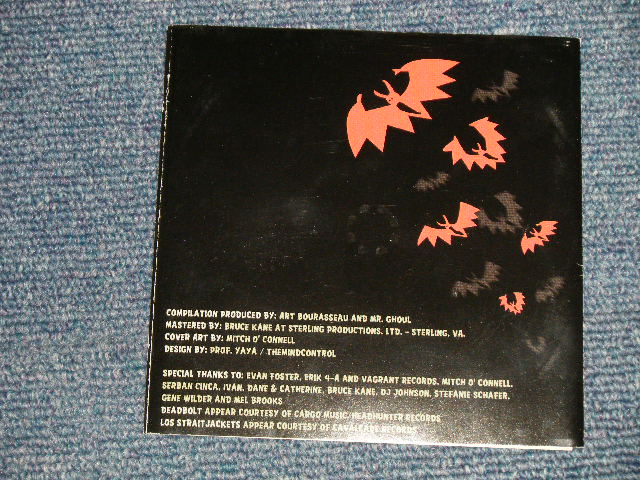 COMPILATION PRODUCED BY: ART BOURASSEAU AND MR. GHOUL
MASTERED BY: BRUCE KANE AT STERLING PRODUCTIONS, LTD. - STERLING, VA.
COVER ART BY: MITCH O' CONNELL
DESIGN BY: PROF. YAYA / THEMINDCONTROL
SPECIAL THANKS TO: EVAN FOSTER, ERIK 4-A AND VAGRANT RECORDS, MITCH O' CONNELL,
SERBAN CINCA, IVAN, DANE & CATHERINE, BRUCE KANE, DJ JOHNSON, STEFANIE SCHAFER,
GENE WILDER AND MEL BROOKS
DEADBOLT APPEAR COURTESY OF CARGO MUSIC/HEADHUNTER RECORDS
LOS STRAITJACKETS APPEAR COURTESY OF CAVALCADE RECORDS